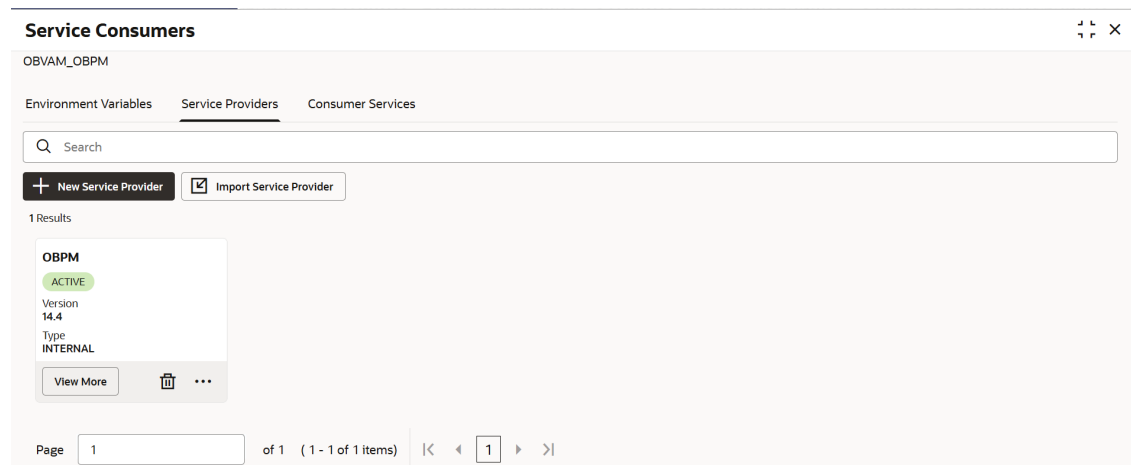 Service Consumers
OBVAM_OBPM
Environment Variables Service Providers Consumer Services
Search
New Service Provider Import Service Provider
1 Results
OBPM
ACTIVE
Version
14.4
Type
INTERNAL
View More
Page 1 of 1 ( 1 - 1 of 1 items) 1